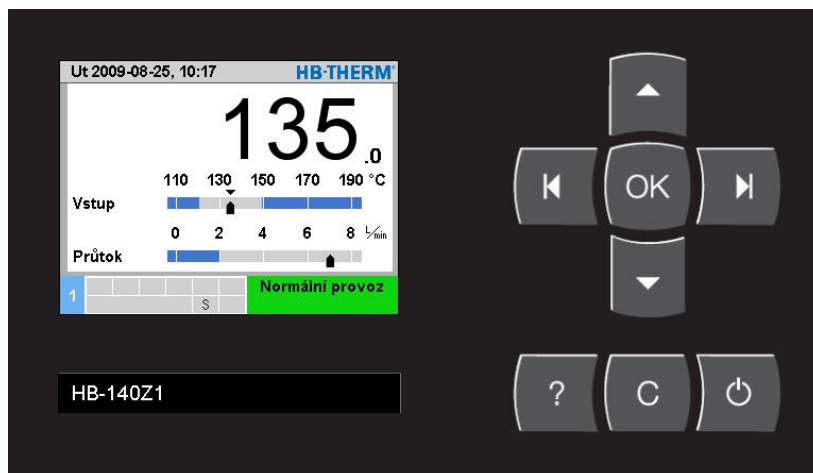 Ut 2009-08-25, 10:17 HB-THERM®
135.0
110 130 150 170 190 °C
Vstup
0 2 4 6 8 L/min
Průtok
1 S Normální provoz
OK
HB-140Z1
? C